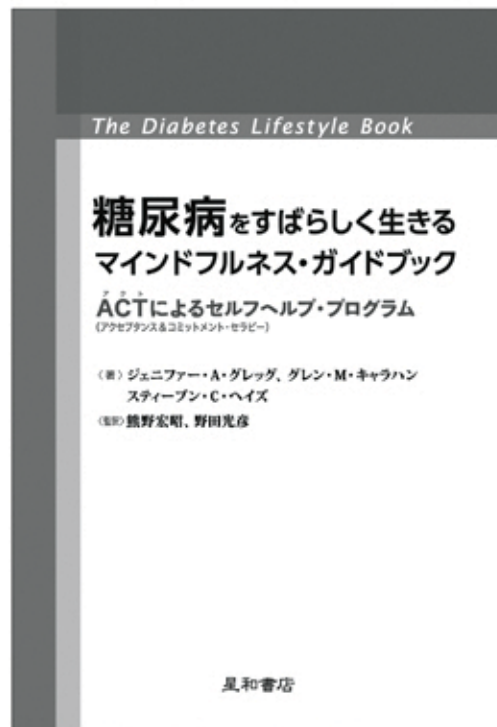 The Diabetes Lifestyle Book
糖尿病をすばらしく生きる
マインドフルネス・ガイドブック
アクト
ACTによるセルフヘルプ・プログラム
(アクセプタンス&コミットメント・セラピー)
〈著〉ジェニファー・A・グレッグ、グレン・M・キャラハン
スティーブン・C・ヘイズ
〈監訳〉熊野宏昭、野田光彦
星和書店